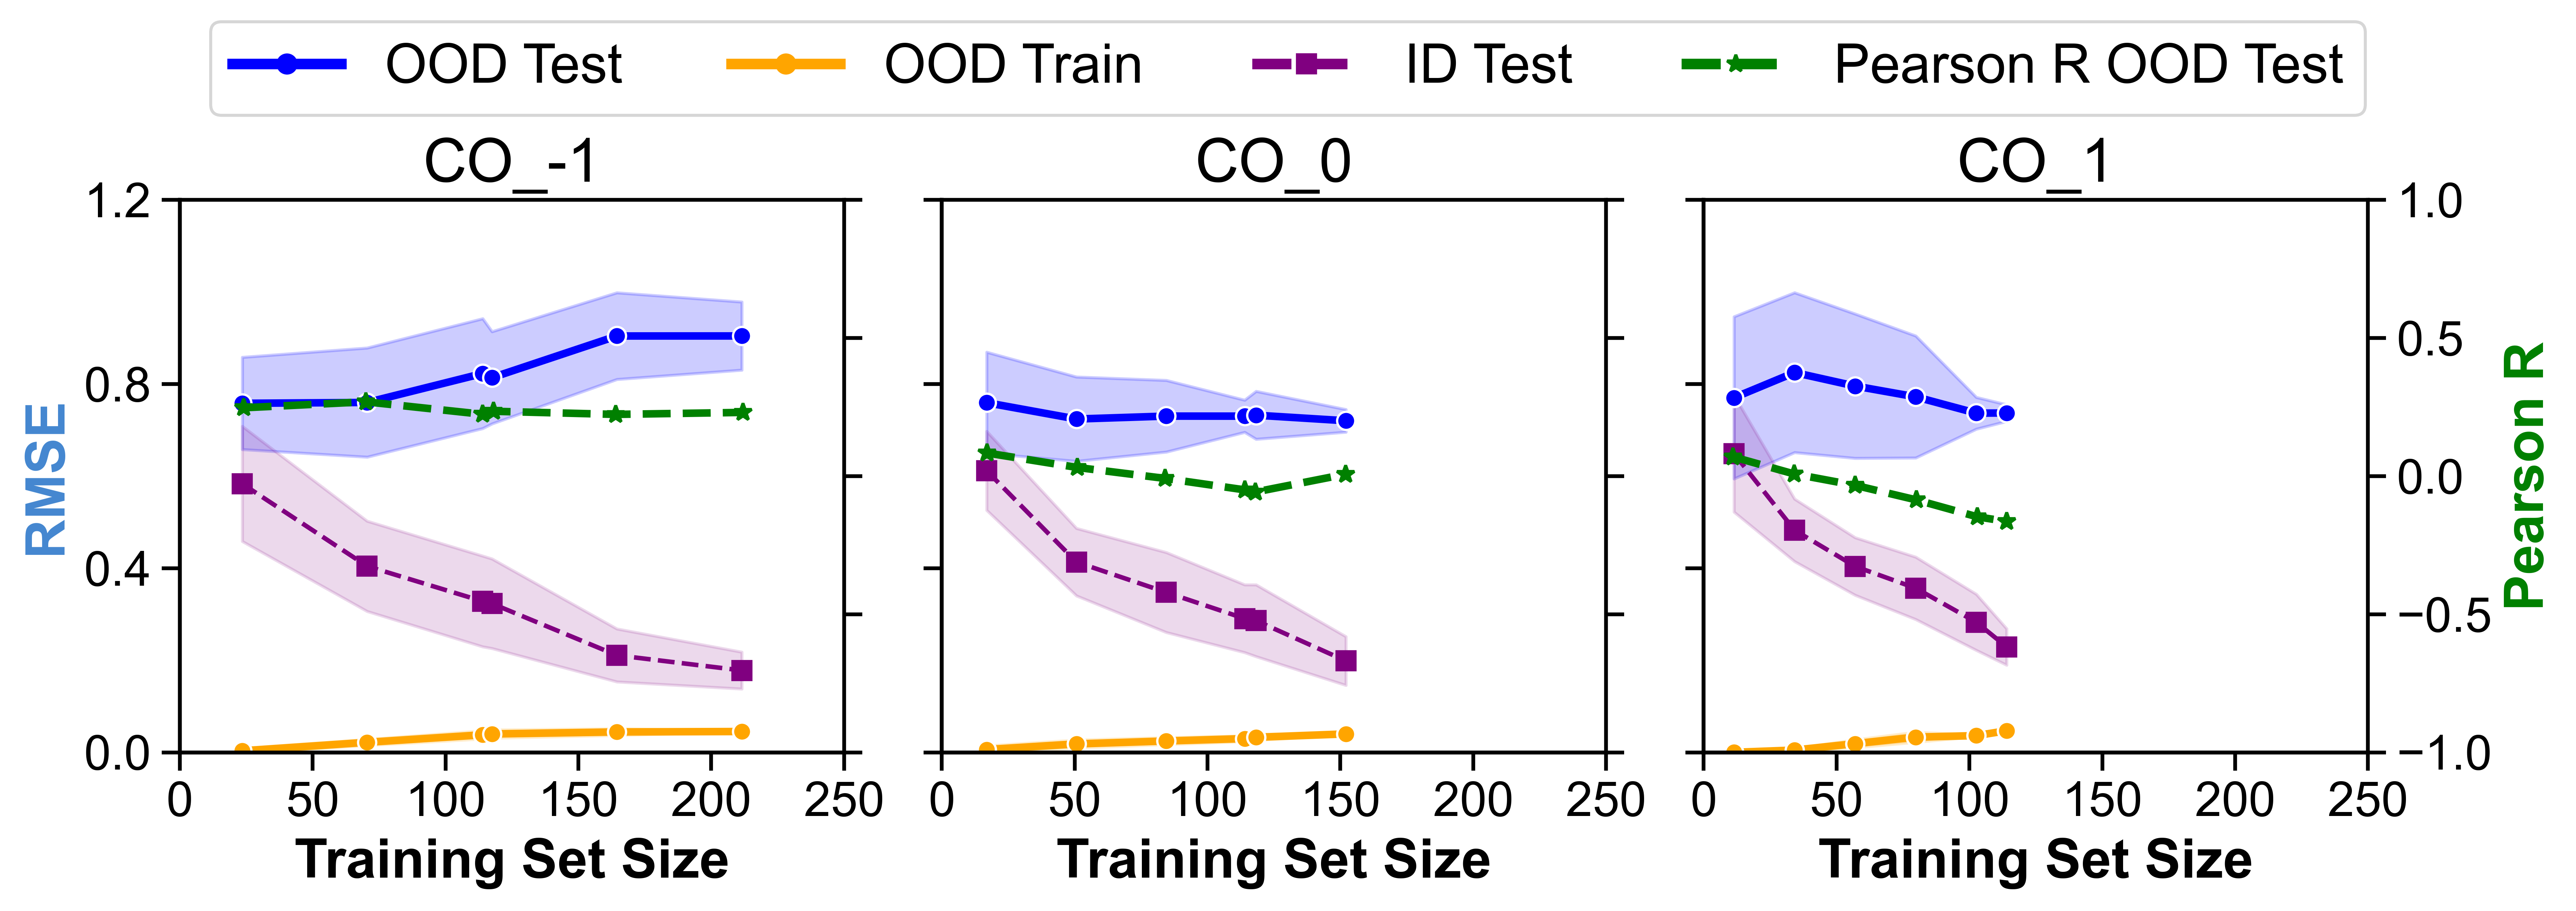 OOD Test OOD Train ID Test Pearson R OOD Test
CO_-1 CO_0 CO_1
1.2
0.8
0.4
0.0
RMSE
1.0
0.5
0.0
−0.5
−1.0
Pearson R
0 50 100 150 200 250
0 50 100 150 200 250
0 50 100 150 200 250
Training Set Size Training Set Size Training Set Size